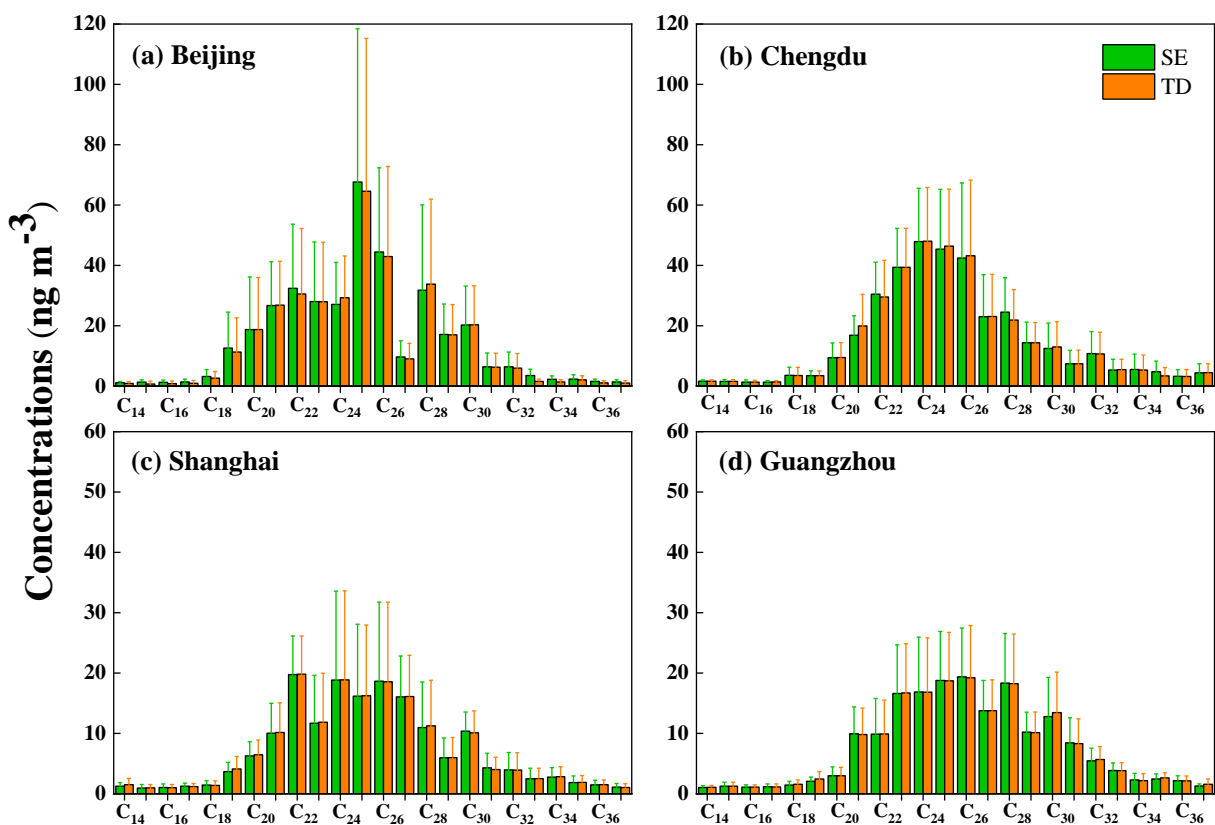 Concentrations (ng m⁻³)
(a) Beijing
120
100
80
60
40
20
0
C₁₄ C₁₆ C₁₈ C₂₀ C₂₂ C₂₄ C₂₆ C₂₈ C₃₀ C₃₂ C₃₄ C₃₆
(b) Chengdu
SE
TD
120
100
80
60
40
20
0
C₁₄ C₁₆ C₁₈ C₂₀ C₂₂ C₂₄ C₂₆ C₂₈ C₃₀ C₃₂ C₃₄ C₃₆
(c) Shanghai
60
50
40
30
20
10
0
C₁₄ C₁₆ C₁₈ C₂₀ C₂₂ C₂₄ C₂₆ C₂₈ C₃₀ C₃₂ C₃₄ C₃₆
(d) Guangzhou
60
50
40
30
20
10
0
C₁₄ C₁₆ C₁₈ C₂₀ C₂₂ C₂₄ C₂₆ C₂₈ C₃₀ C₃₂ C₃₄ C₃₆